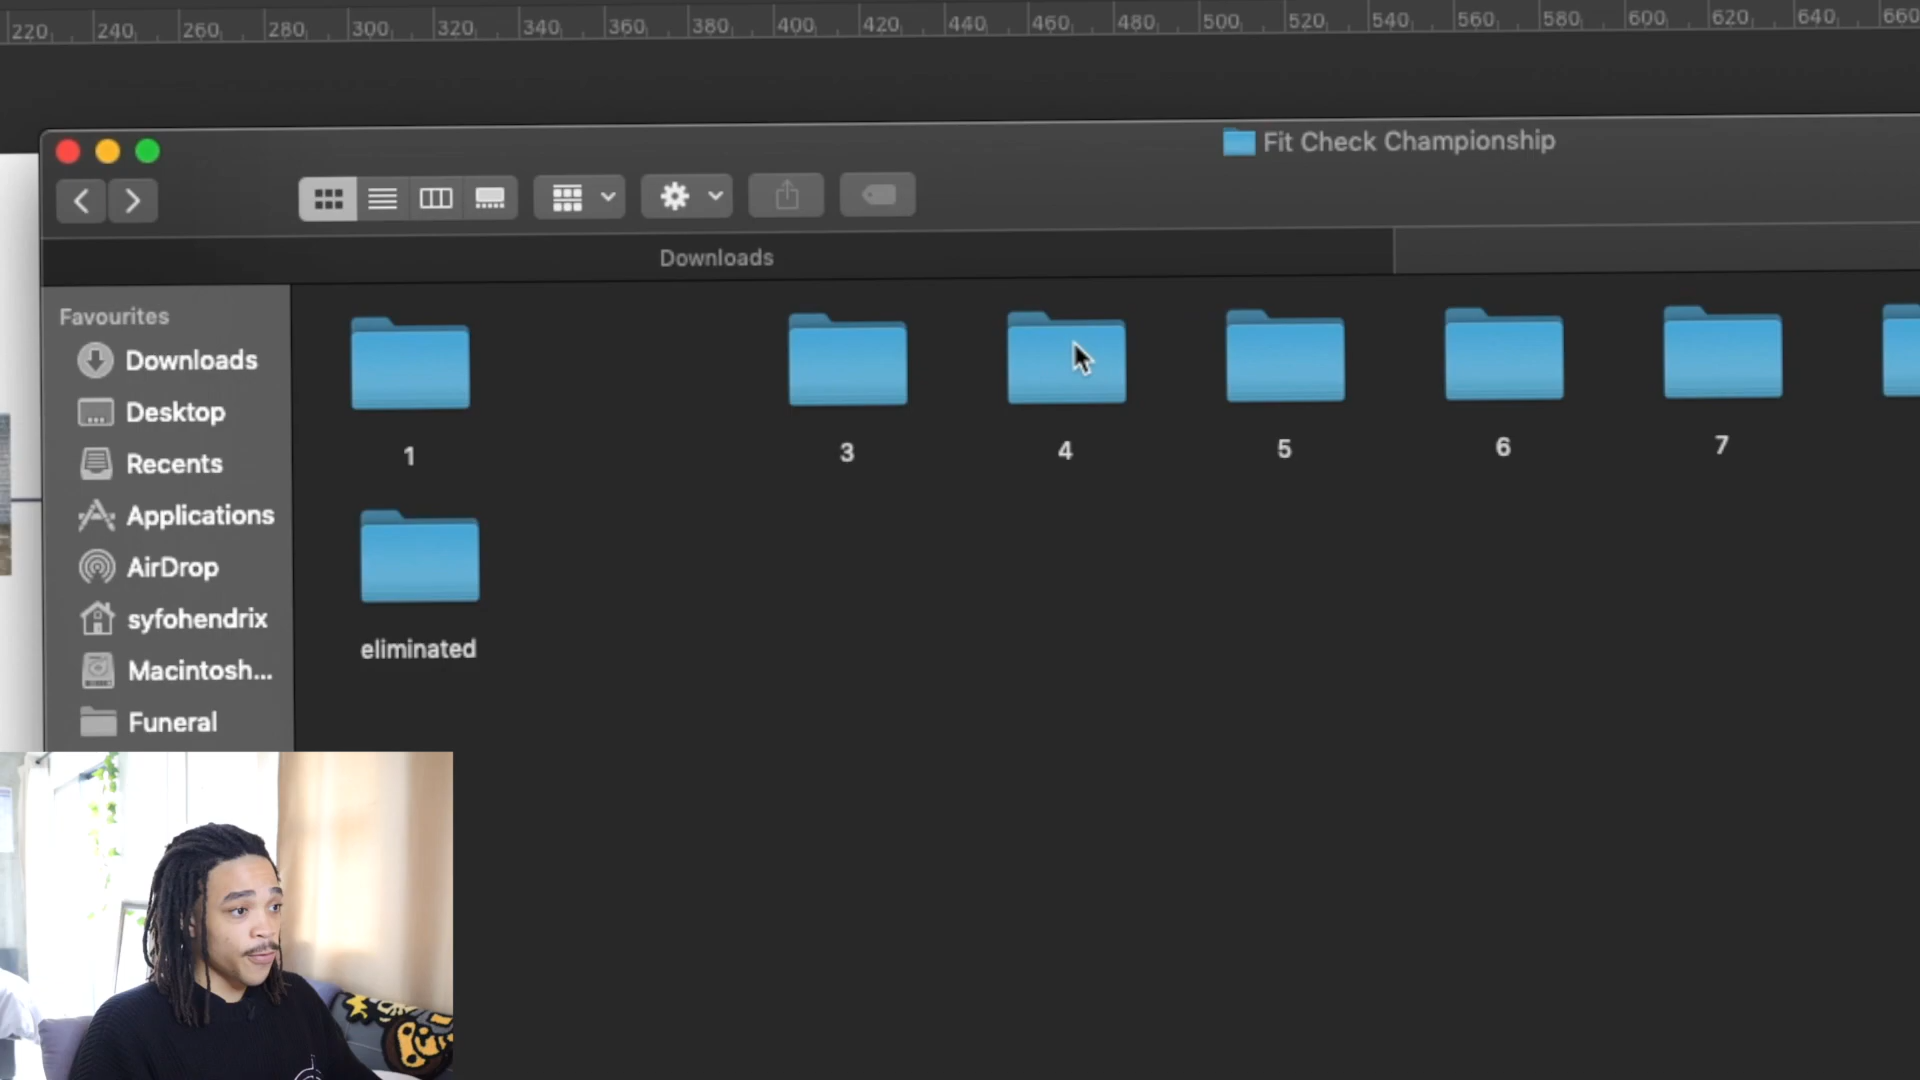 220 240 260 280 300 320 340 360 380 400 420 440 460 480 500 520 540 560 580 600 620 640 660
Fit Check Championship
Downloads
Favourites
Downloads
Desktop
Recents
Applications
AirDrop
syfohendrix
Macintosh...
Funeral
1
3
4
5
6
7
eliminated